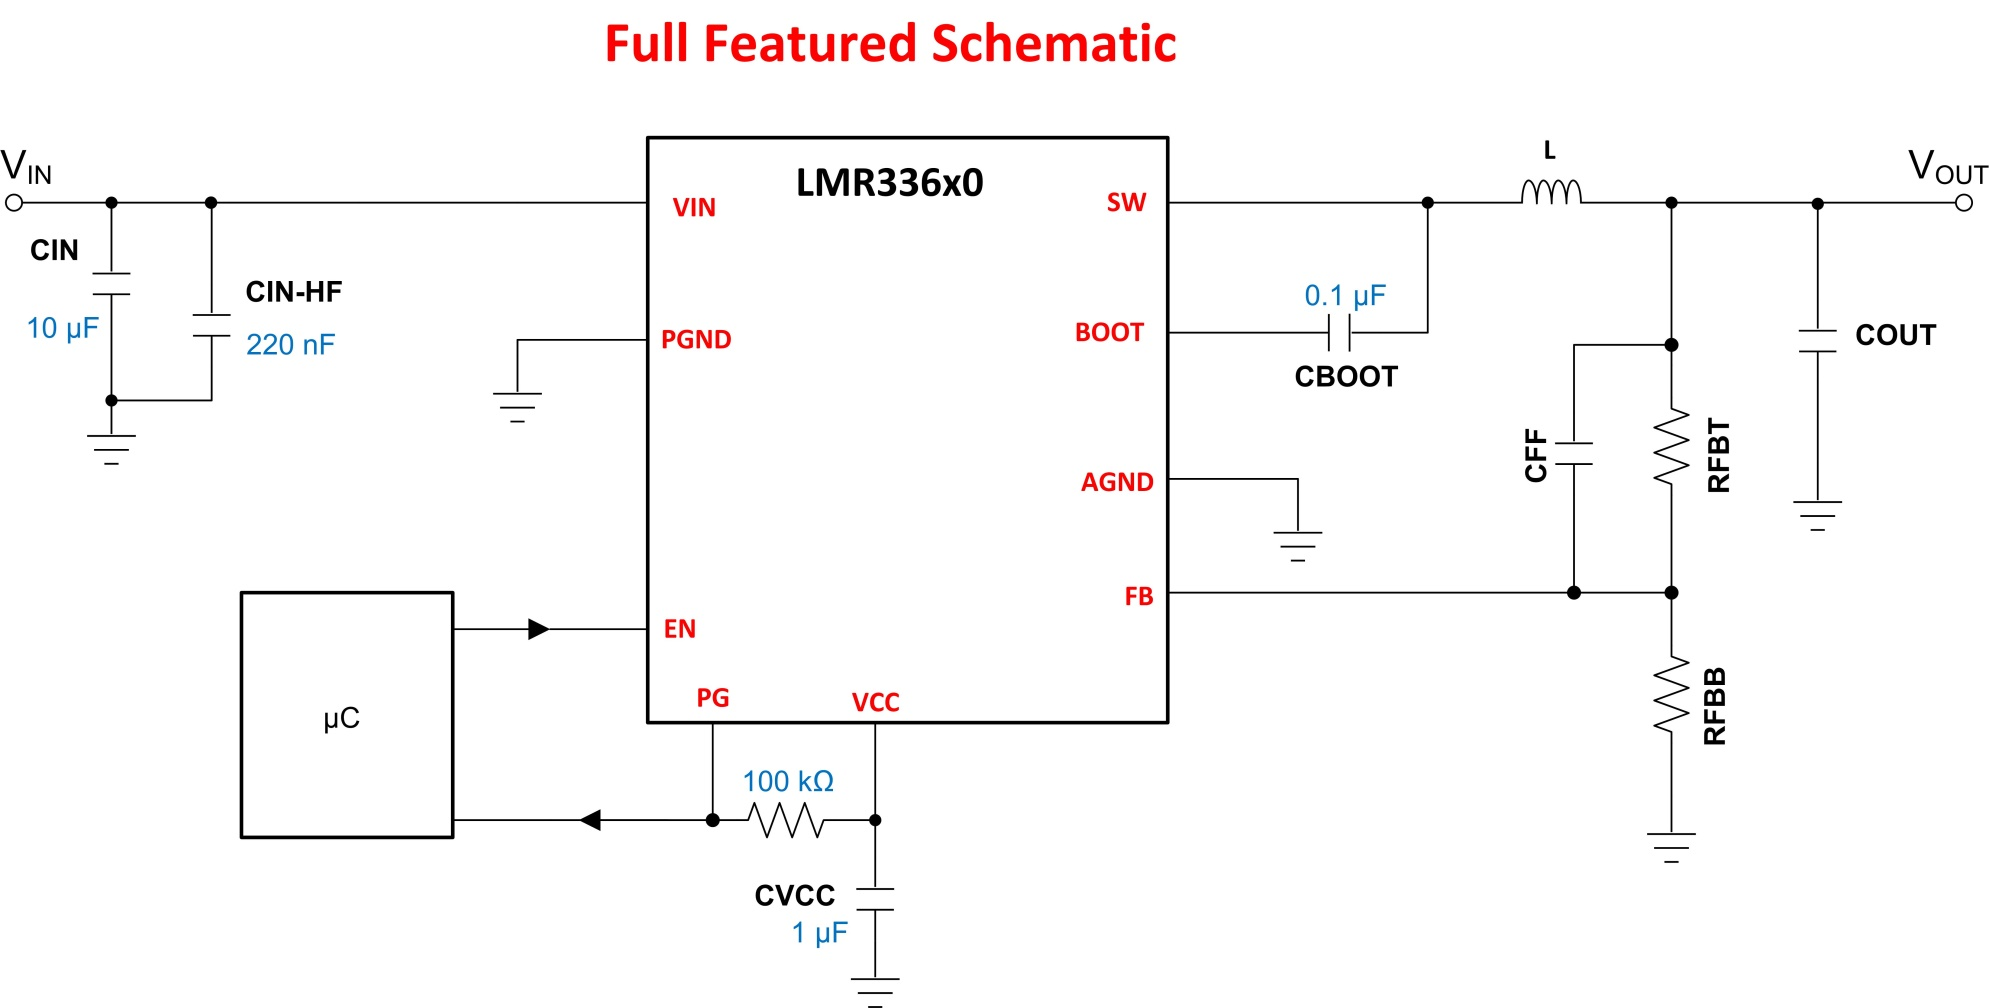 Full Featured Schematic
VIN
VOUT
L
LMR336x0
VIN
SW
CIN
10 µF
CIN-HF
220 nF
PGND
BOOT
0.1 µF
CBOOT
COUT
CFF
RFBT
AGND
FB
EN
PG
VCC
µC
RFBB
100 kΩ
CVCC
1 µF